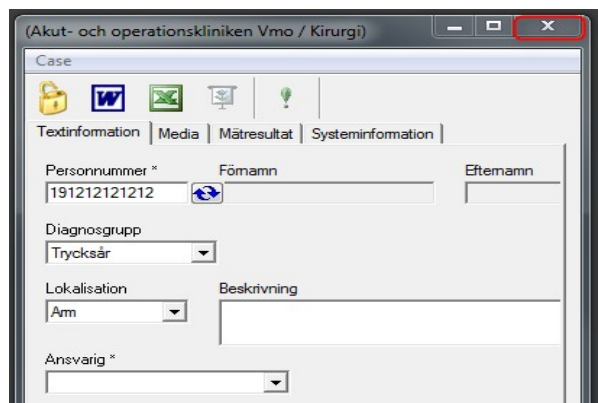 (Akut- och operationskliniken Vmo / Kirurgi)
Case
Textinformation Media Mätresultat Systeminformation
Personnummer * Förnamn Efternamn
191212121212
Diagnosgrupp
Trycksår
Lokalisation Beskrivning
Arm
Ansvarig *